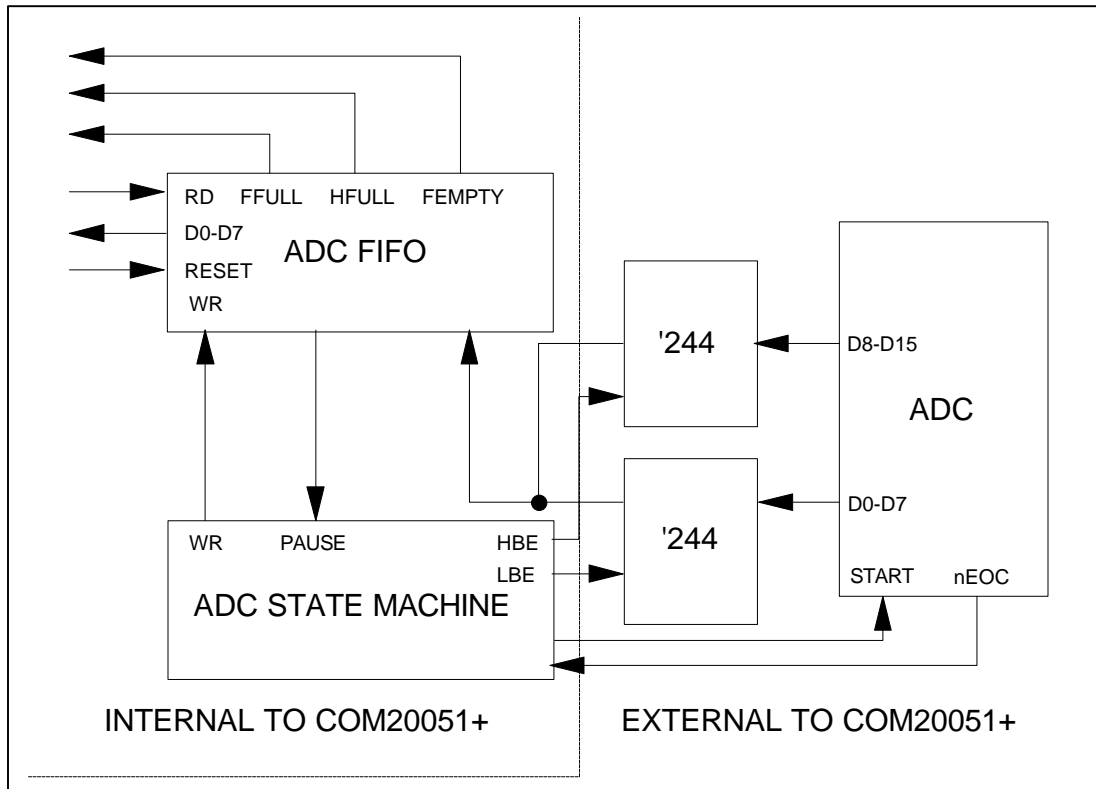 RD FFULL HFULL FEMPTY
D0-D7
ADC FIFO
RESET
WR
'244
D8-D15
ADC
'244
D0-D7
START nEOC
WR PAUSE HBE
LBE
ADC STATE MACHINE
INTERNAL TO COM20051+
EXTERNAL TO COM20051+